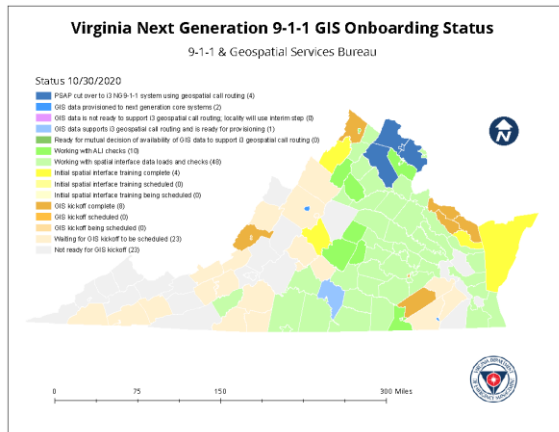 Virginia Next Generation 9-1-1 GIS Onboarding Status
9-1-1 & Geospatial Services Bureau
Status 10/30/2020
PSAP cut over to i3 NG9-1-1 system using geospatial call routing (4)
GIS data provisioned to next generation core systems (2)
GIS data is not ready to support i3 geospatial call routing; locality will use interim step (0)
GIS data supports i3 geospatial call routing and is ready for provisioning (1)
Ready for mutual decision of availability of GIS data to support i3 geospatial call routing (0)
Working with ALI checks (10)
Working with spatial interface data loads and checks (48)
Initial spatial interface training complete (4)
Initial spatial interface training scheduled (0)
Initial spatial interface training being scheduled (0)
GIS kickoff complete (8)
GIS kickoff scheduled (0)
GIS kickoff being scheduled (0)
Waiting for GIS kickoff to be scheduled (23)
Not ready for GIS kickoff (23)
N
0 75 150 300 Miles